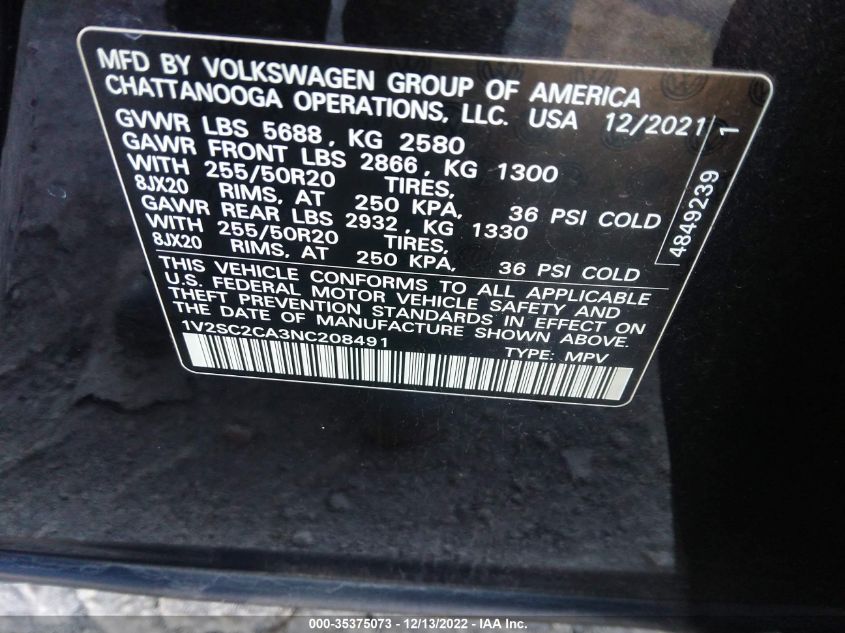 MFD BY VOLKSWAGEN GROUP OF AMERICA
CHATTANOOGA OPERATIONS, LLC. USA 12/2021
GVWR LBS 5688, KG 2580
GAWR FRONT LBS 2866, KG 1300
WITH 255/50R20 TIRES,
8JX20 RIMS, AT 250 KPA, 36 PSI COLD
GAWR REAR LBS 2932, KG 1330
WITH 255/50R20 TIRES,
8JX20 RIMS, AT 250 KPA, 36 PSI COLD
THIS VEHICLE CONFORMS TO ALL APPLICABLE
U.S. FEDERAL MOTOR VEHICLE SAFETY AND
THEFT PREVENTION STANDARDS IN EFFECT ON
THE DATE OF MANUFACTURE SHOWN ABOVE.
1V2SC2CA3NC208491 TYPE: MPV
4849239 1
000-35375073 - 12/13/2022 - IAA Inc.